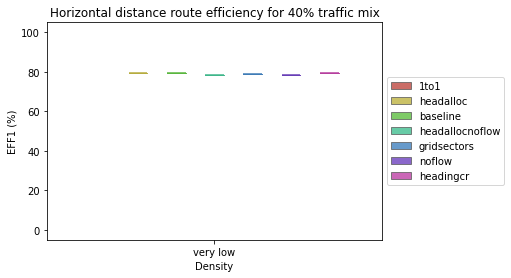 Horizontal distance route efficiency for 40% traffic mix
100
80
60
40
20
0
EFF1 (%)
very low
Density
1to1
headalloc
baseline
headallocnoflow
gridsectors
noflow
headingcr